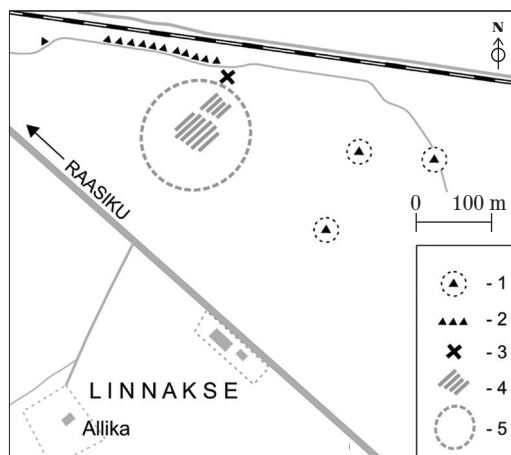 N
RAASIKU
0 100 m
- 1
- 2
- 3
- 4
- 5
LINNAKSE
Allika